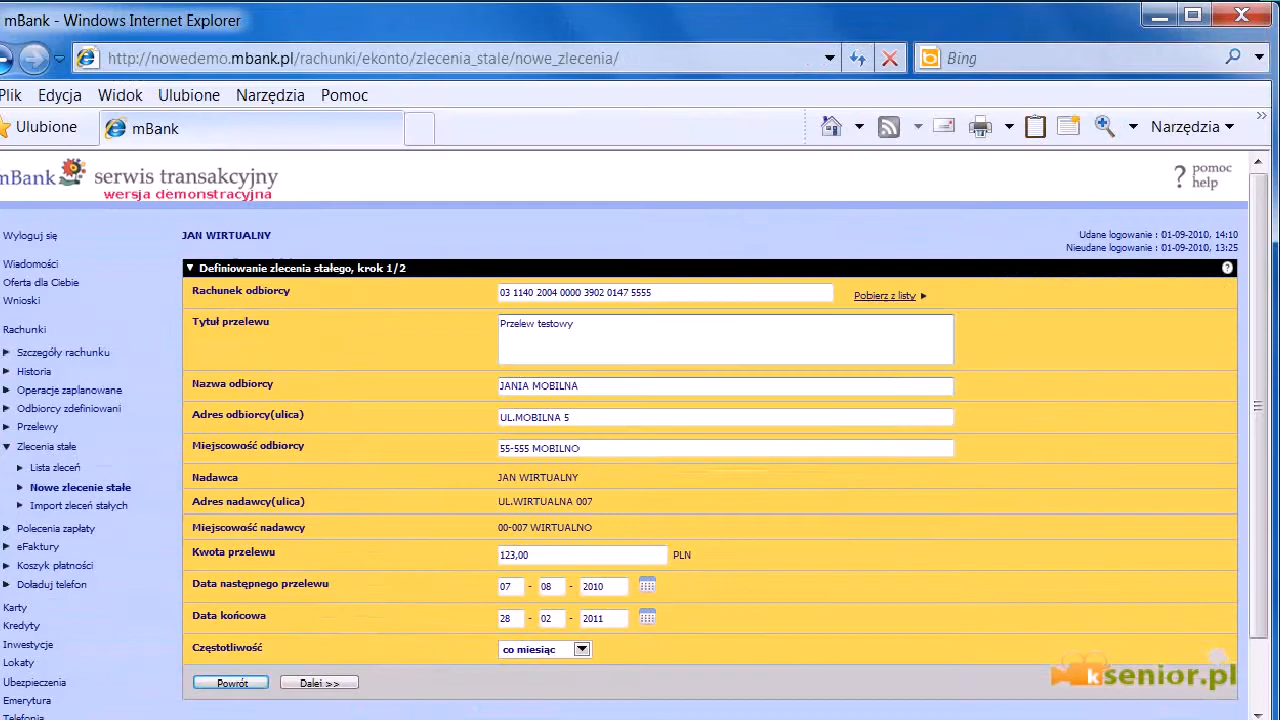 mBank - Windows Internet Explorer
http://nowedemo.mbank.pl/rachunki/ekonto/zlecenia_stale/nowe_zlecenia/
Bing
Plik Edycja Widok Ulubione Narzędzia Pomoc
Ulubione mBank Narzędzia
mBank serwis transakcyjny
wersja demonstracyjna
? pomoc
help
Wyloguj się
JAN WIRTUALNY
Udane logowanie : 01-09-2010, 14:10
Nieudane logowanie : 01-09-2010, 13:25
Wiadomości
Oferta dla Ciebie
Wnioski
Rachunki
Szczegóły rachunku
Historia
Operacje zaplanowane
Odbiorcy zdefiniowani
Przelewy
Zlecenia stałe
Lista zleceń
Nowe zlecenie stałe
Import zleceń stałych
Polecenia zapłaty
eFaktury
Koszyk płatności
Doładuj telefon
Karty
Kredyty
Inwestycje
Lokaty
Ubezpieczenia
Emerytura
Telefonia
Definiowanie zlecenia stałego, krok 1/2 ?
Rachunek odbiorcy 03 1140 2004 0000 3902 0147 5555 Pobierz z listy
Tytuł przelewu Przelew testowy
Nazwa odbiorcy JANIA MOBILNA
Adres odbiorcy(ulica) UL.MOBILNA 5
Miejscowość odbiorcy 55-555 MOBILNO
Nadawca JAN WIRTUALNY
Adres nadawcy(ulica) UL.WIRTUALNA 007
Miejscowość nadawcy 00-007 WIRTUALNO
Kwota przelewu 123,00 PLN
Data następnego przelewu 07 - 08 - 2010
Data końcowa 28 - 02 - 2011
Częstotliwość co miesiąc
Powrót Dalej >>
ksenior.pl